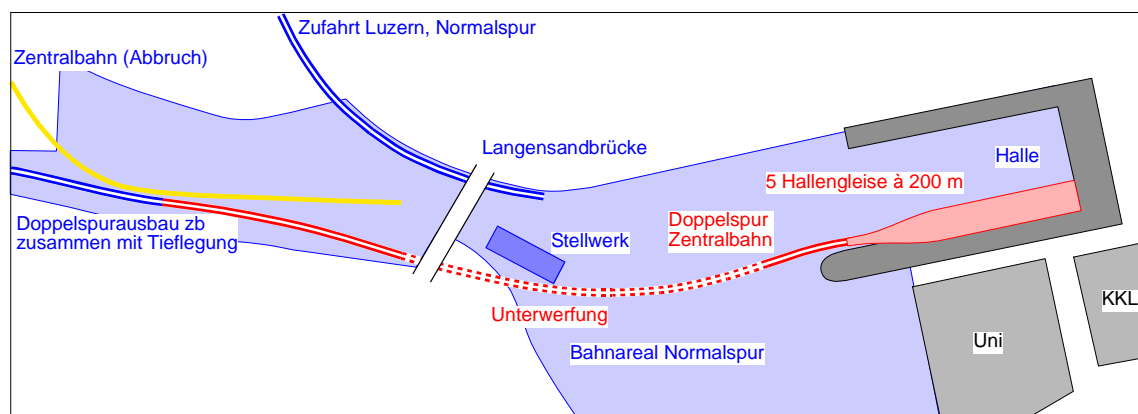 Zufahrt Luzern, Normalspur
Zentralbahn (Abbruch)
Langensandbrücke
Halle
5 Hallengleise à 200 m
Doppelspurausbau zb
zusammen mit Tieflegung
Stellwerk
Doppelspur
Zentralbahn
Unterwerfung
KKL
Uni
Bahnareal Normalspur